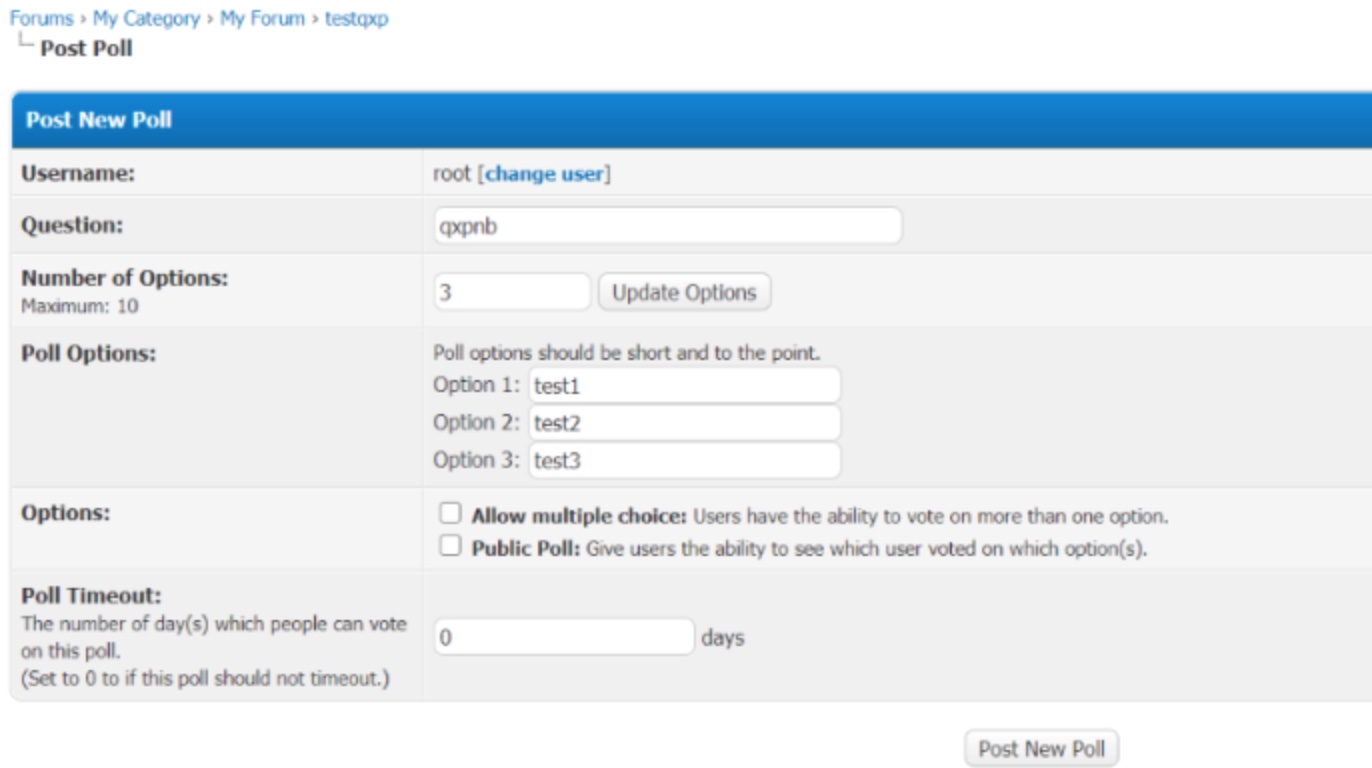 Forums › My Category › My Forum › testqxp
Post Poll
Post New Poll
Username:
root [change user]
Question:
qxpnb
Number of Options:
Maximum: 10
3
Update Options
Poll Options:
Poll options should be short and to the point.
Option 1: test1
Option 2: test2
Option 3: test3
Options:
Allow multiple choice: Users have the ability to vote on more than one option.
Public Poll: Give users the ability to see which user voted on which option(s).
Poll Timeout:
The number of day(s) which people can vote
on this poll.
(Set to 0 to if this poll should not timeout.)
0 days
Post New Poll